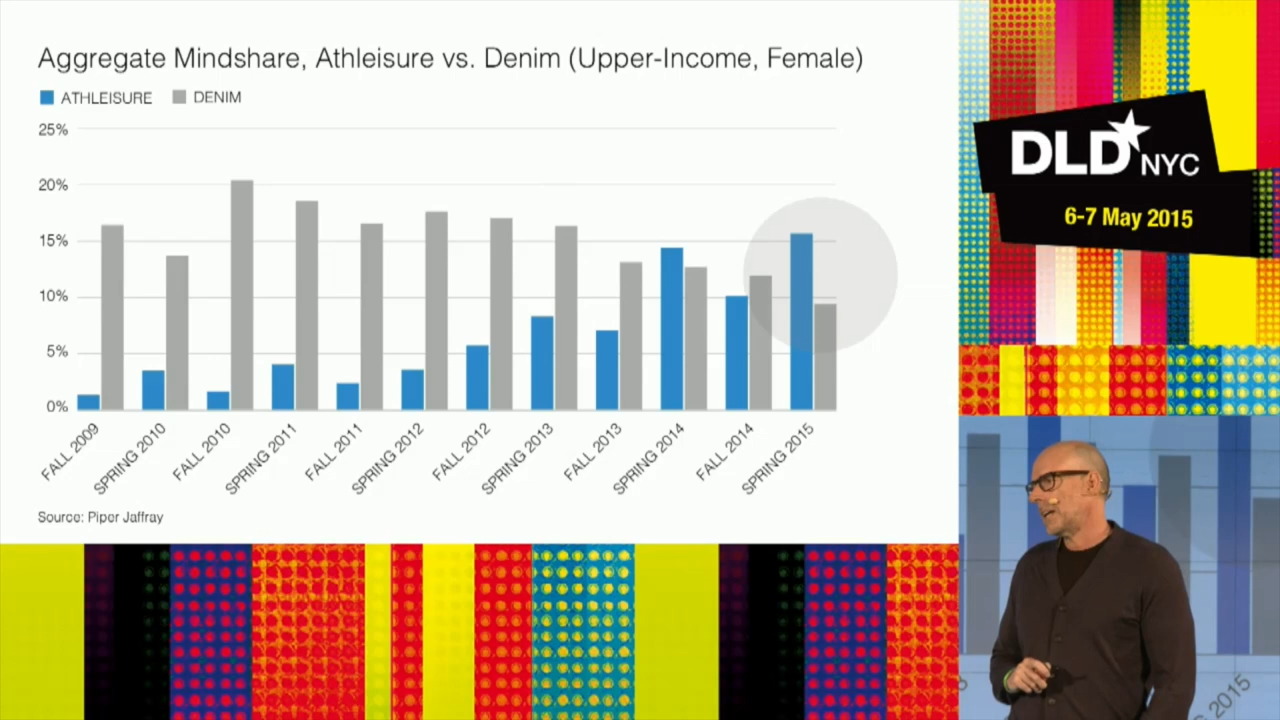 Aggregate Mindshare, Athleisure vs. Denim (Upper-Income, Female)
ATHLEISURE DENIM
25%
20%
15%
10%
5%
0%
FALL 2009
SPRING 2010
FALL 2010
SPRING 2011
FALL 2011
SPRING 2012
FALL 2012
SPRING 2013
FALL 2013
SPRING 2014
FALL 2014
SPRING 2015
Source: Piper Jaffray
DLD NYC
6-7 May 2015
2015